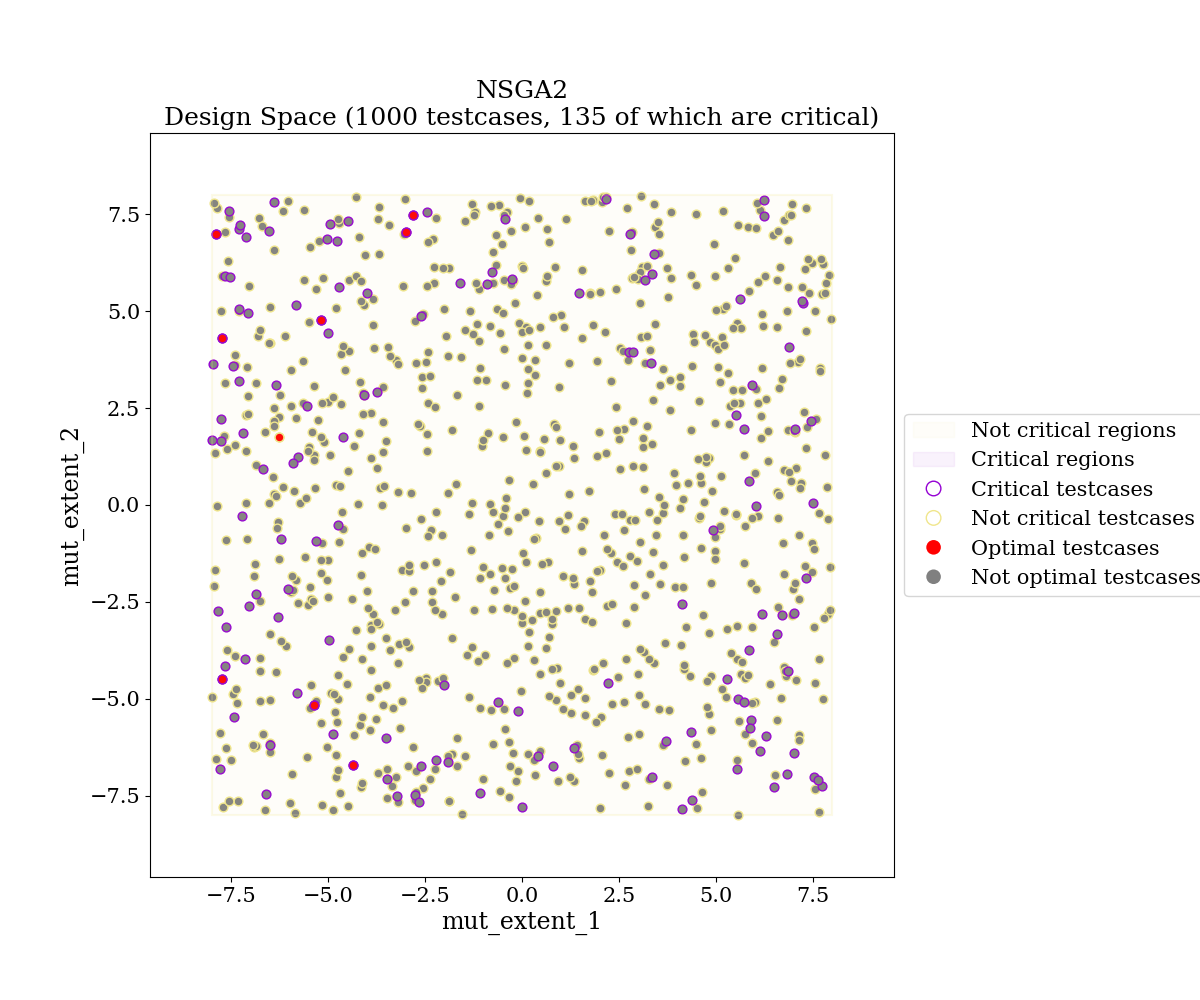 NSGA2
Design Space (1000 testcases, 135 of which are critical)
7.5
5.0
2.5
0.0
−2.5
−5.0
−7.5
mut_extent_2
−7.5
−5.0
−2.5
0.0
2.5
5.0
7.5
mut_extent_1
Not critical regions
Critical regions
Critical testcases
Not critical testcases
Optimal testcases
Not optimal testcases